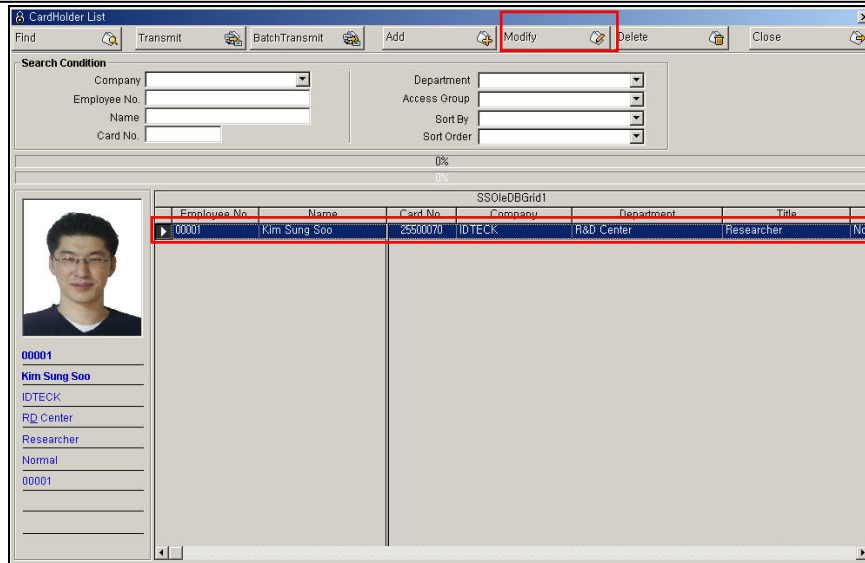 CardHolder List
Find Transmit BatchTransmit Add Modify Delete Close
Search Condition
Company Department
Employee No. Access Group
Name Sort By
Card No. Sort Order
0%
0%
SSOleDBGrid1
Employee No. Name Card No. Company Department Title
00001 Kim Sung Soo 25500070 IDTECK R&D Center Researcher No
00001
Kim Sung Soo
IDTECK
RD Center
Researcher
Normal
00001